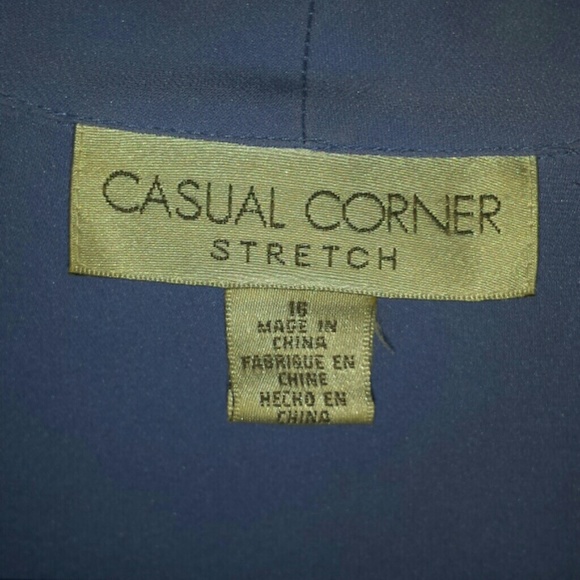 CASUAL CORNER
STRETCH
16
MADE IN
CHINA
FABRIQUE EN
CHINE
HECHO EN
CHINA